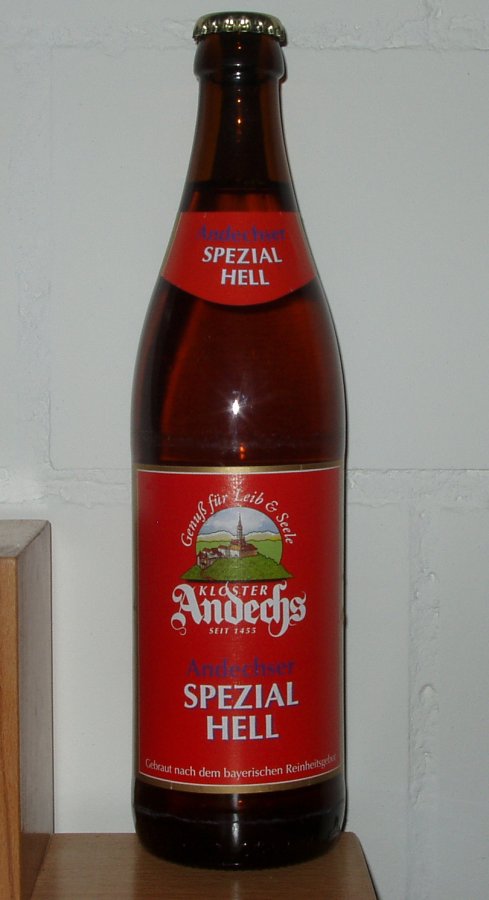 Andechser
SPEZIAL
HELL
Genuß für Leib & Seele
KLOSTER
Andechs
SEIT 1455
Andechser
SPEZIAL
HELL
Gebraut nach dem bayerischen Reinheitsgebot